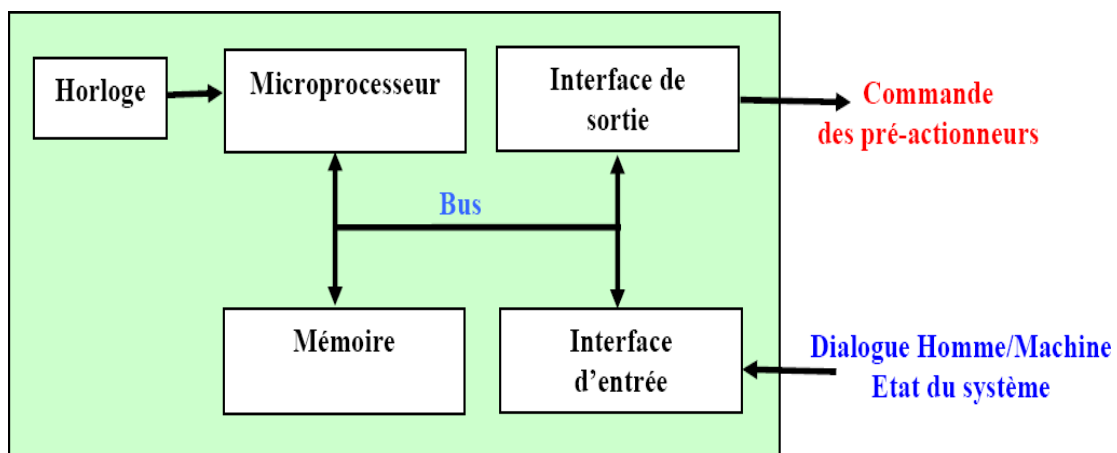 Horloge
Microprocesseur
Interface de
sortie
Commande
des pré-actionneurs
Bus
Mémoire
Interface
d’entrée
Dialogue Homme/Machine
Etat du système